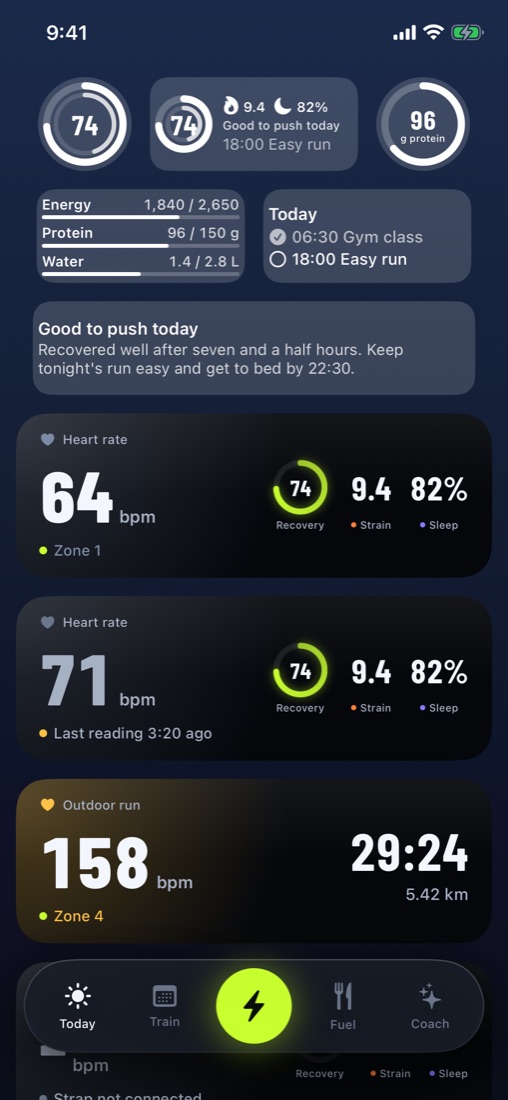 9:41
74
74
9.4 82%
Good to push today
18:00 Easy run
96
g protein
Energy 1,840 / 2,650
Protein 96 / 150 g
Water 1.4 / 2.8 L
Today
06:30 Gym class
18:00 Easy run
Good to push today
Recovered well after seven and a half hours. Keep
tonight's run easy and get to bed by 22:30.
Heart rate
64 bpm
Zone 1
74
Recovery
9.4
Strain
82%
Sleep
Heart rate
71 bpm
Last reading 3:20 ago
74
Recovery
9.4
Strain
82%
Sleep
Outdoor run
158 bpm
Zone 4
29:24
5.42 km
Today
Train
Fuel
Coach
bpm
Recovery
Strain
Sleep
Strap not connected